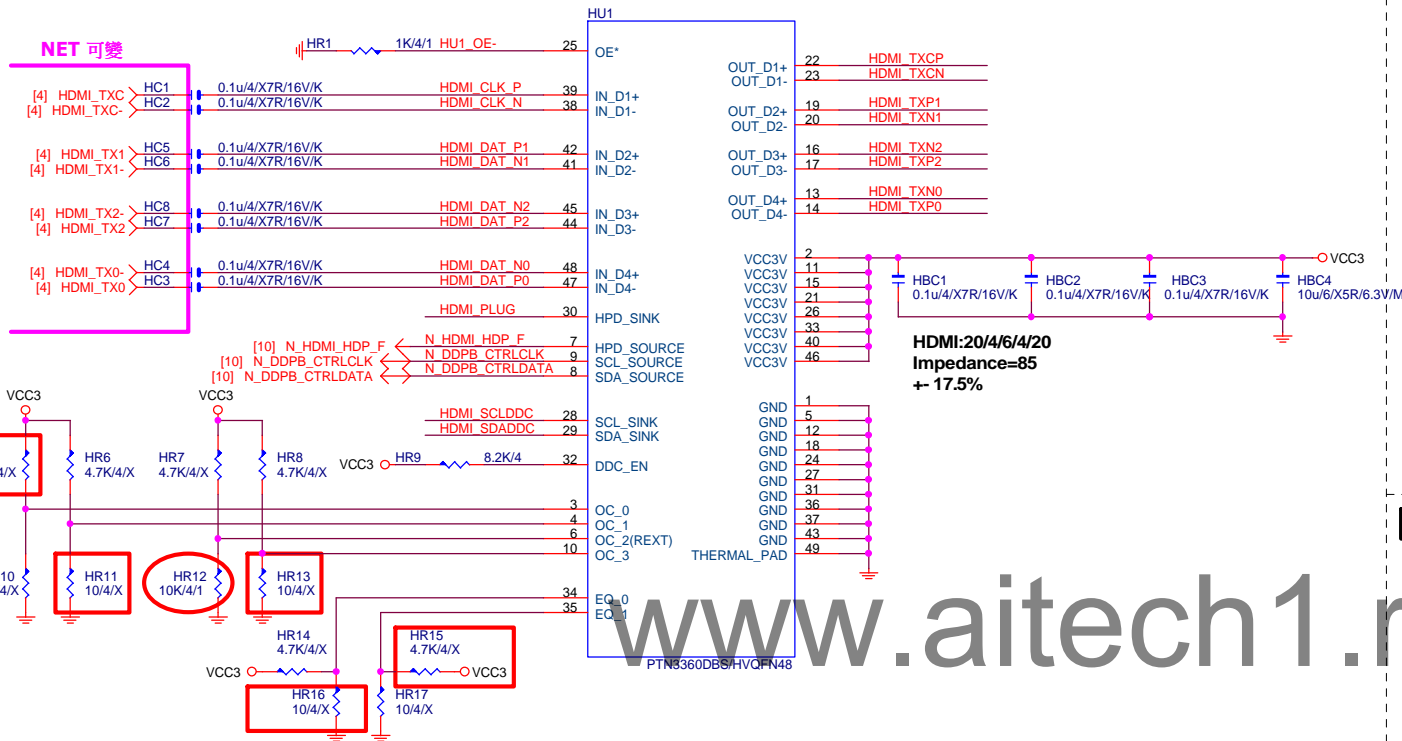 HU1
NET 可變
HR1 1K/4/1 HU1_OE- 25 OE*
[4] HDMI_TXC HC1 0.1u/4/X7R/16V/K HDMI_CLK_P 39 IN_D1+
[4] HDMI_TXC- HC2 0.1u/4/X7R/16V/K HDMI_CLK_N 38 IN_D1-
[4] HDMI_TX1 HC5 0.1u/4/X7R/16V/K HDMI_DAT_P1 42 IN_D2+
[4] HDMI_TX1- HC6 0.1u/4/X7R/16V/K HDMI_DAT_N1 41 IN_D2-
[4] HDMI_TX2- HC8 0.1u/4/X7R/16V/K HDMI_DAT_N2 45 IN_D3+
[4] HDMI_TX2 HC7 0.1u/4/X7R/16V/K HDMI_DAT_P2 44 IN_D3-
[4] HDMI_TX0- HC4 0.1u/4/X7R/16V/K HDMI_DAT_N0 48 IN_D4+
[4] HDMI_TX0 HC3 0.1u/4/X7R/16V/K HDMI_DAT_P0 47 IN_D4-
HDMI_PLUG 30 HPD_SINK
[10] N_HDMI_HDP_F N_HDMI_HDP_F 7 HPD_SOURCE
[10] N_DDPB_CTRLCLK N_DDPB_CTRLCLK 9 SCL_SOURCE
[10] N_DDPB_CTRLDATA N_DDPB_CTRLDATA 8 SDA_SOURCE
HDMI_SCLDDC 28 SCL_SINK
HDMI_SDADDC 29 SDA_SINK
VCC3 HR9 8.2K/4 32 DDC_EN
3 OC_0
4 OC_1
6 OC_2(REXT)
10 OC_3
34 EQ_0
35 EQ_1
OUT_D1+ 22 HDMI_TXCP
OUT_D1- 23 HDMI_TXCN
OUT_D2+ 19 HDMI_TXP1
OUT_D2- 20 HDMI_TXN1
OUT_D3+ 16 HDMI_TXN2
OUT_D3- 17 HDMI_TXP2
OUT_D4+ 13 HDMI_TXN0
OUT_D4- 14 HDMI_TXP0
VCC3V 2
VCC3V 11
VCC3V 15
VCC3V 21
VCC3V 26
VCC3V 33
VCC3V 40
VCC3V 46
GND 1
GND 5
GND 12
GND 18
GND 24
GND 27
GND 31
GND 36
GND 37
GND 43
THERMAL_PAD 49
VCC3
HBC1
0.1u/4/X7R/16V/K
HBC2
0.1u/4/X7R/16V/K
HBC3
0.1u/4/X7R/16V/K
HBC4
10u/6/X5R/6.3V/M
HDMI:20/4/6/4/20
Impedance=85
+- 17.5%
VCC3
VCC3
4/X
HR6
4.7K/4/X
HR7
4.7K/4/X
HR8
4.7K/4/X
10
4/X
HR11
10/4/X
HR12
10K/4/1
HR13
10/4/X
HR14
4.7K/4/X
VCC3
HR15
4.7K/4/X
VCC3
HR16
10/4/X
HR17
10/4/X
PTN3360DBS/HVQFN48
www.aitech1.